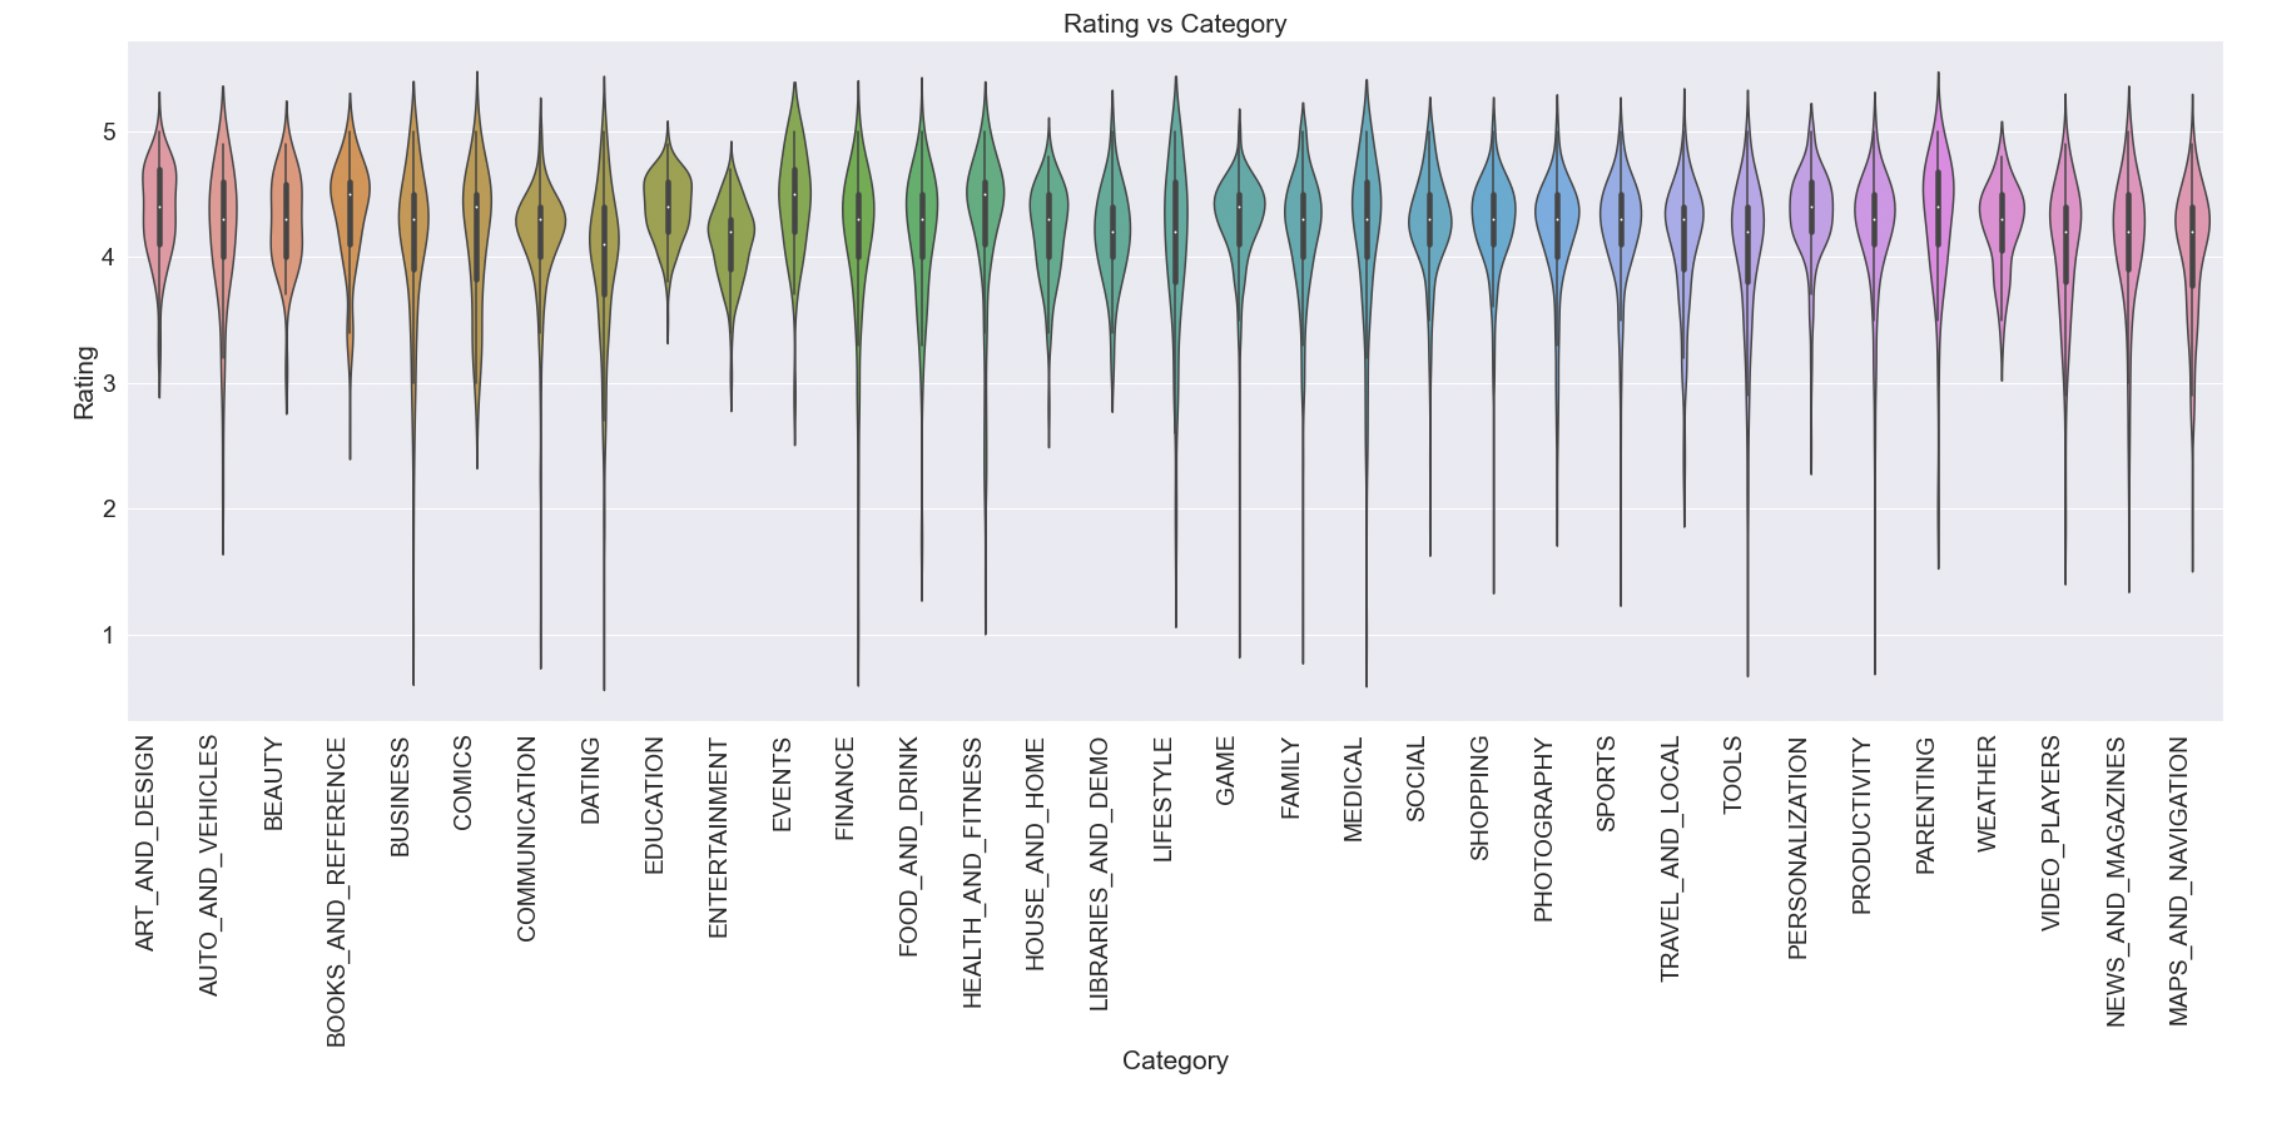 Rating vs Category
Rating
5
4
3
2
1
ART_AND_DESIGN
AUTO_AND_VEHICLES
BEAUTY
BOOKS_AND_REFERENCE
BUSINESS
COMICS
COMMUNICATION
DATING
EDUCATION
ENTERTAINMENT
EVENTS
FINANCE
FOOD_AND_DRINK
HEALTH_AND_FITNESS
HOUSE_AND_HOME
LIBRARIES_AND_DEMO
LIFESTYLE
GAME
FAMILY
MEDICAL
SOCIAL
SHOPPING
PHOTOGRAPHY
SPORTS
TRAVEL_AND_LOCAL
TOOLS
PERSONALIZATION
PRODUCTIVITY
PARENTING
WEATHER
VIDEO_PLAYERS
NEWS_AND_MAGAZINES
MAPS_AND_NAVIGATION
Category